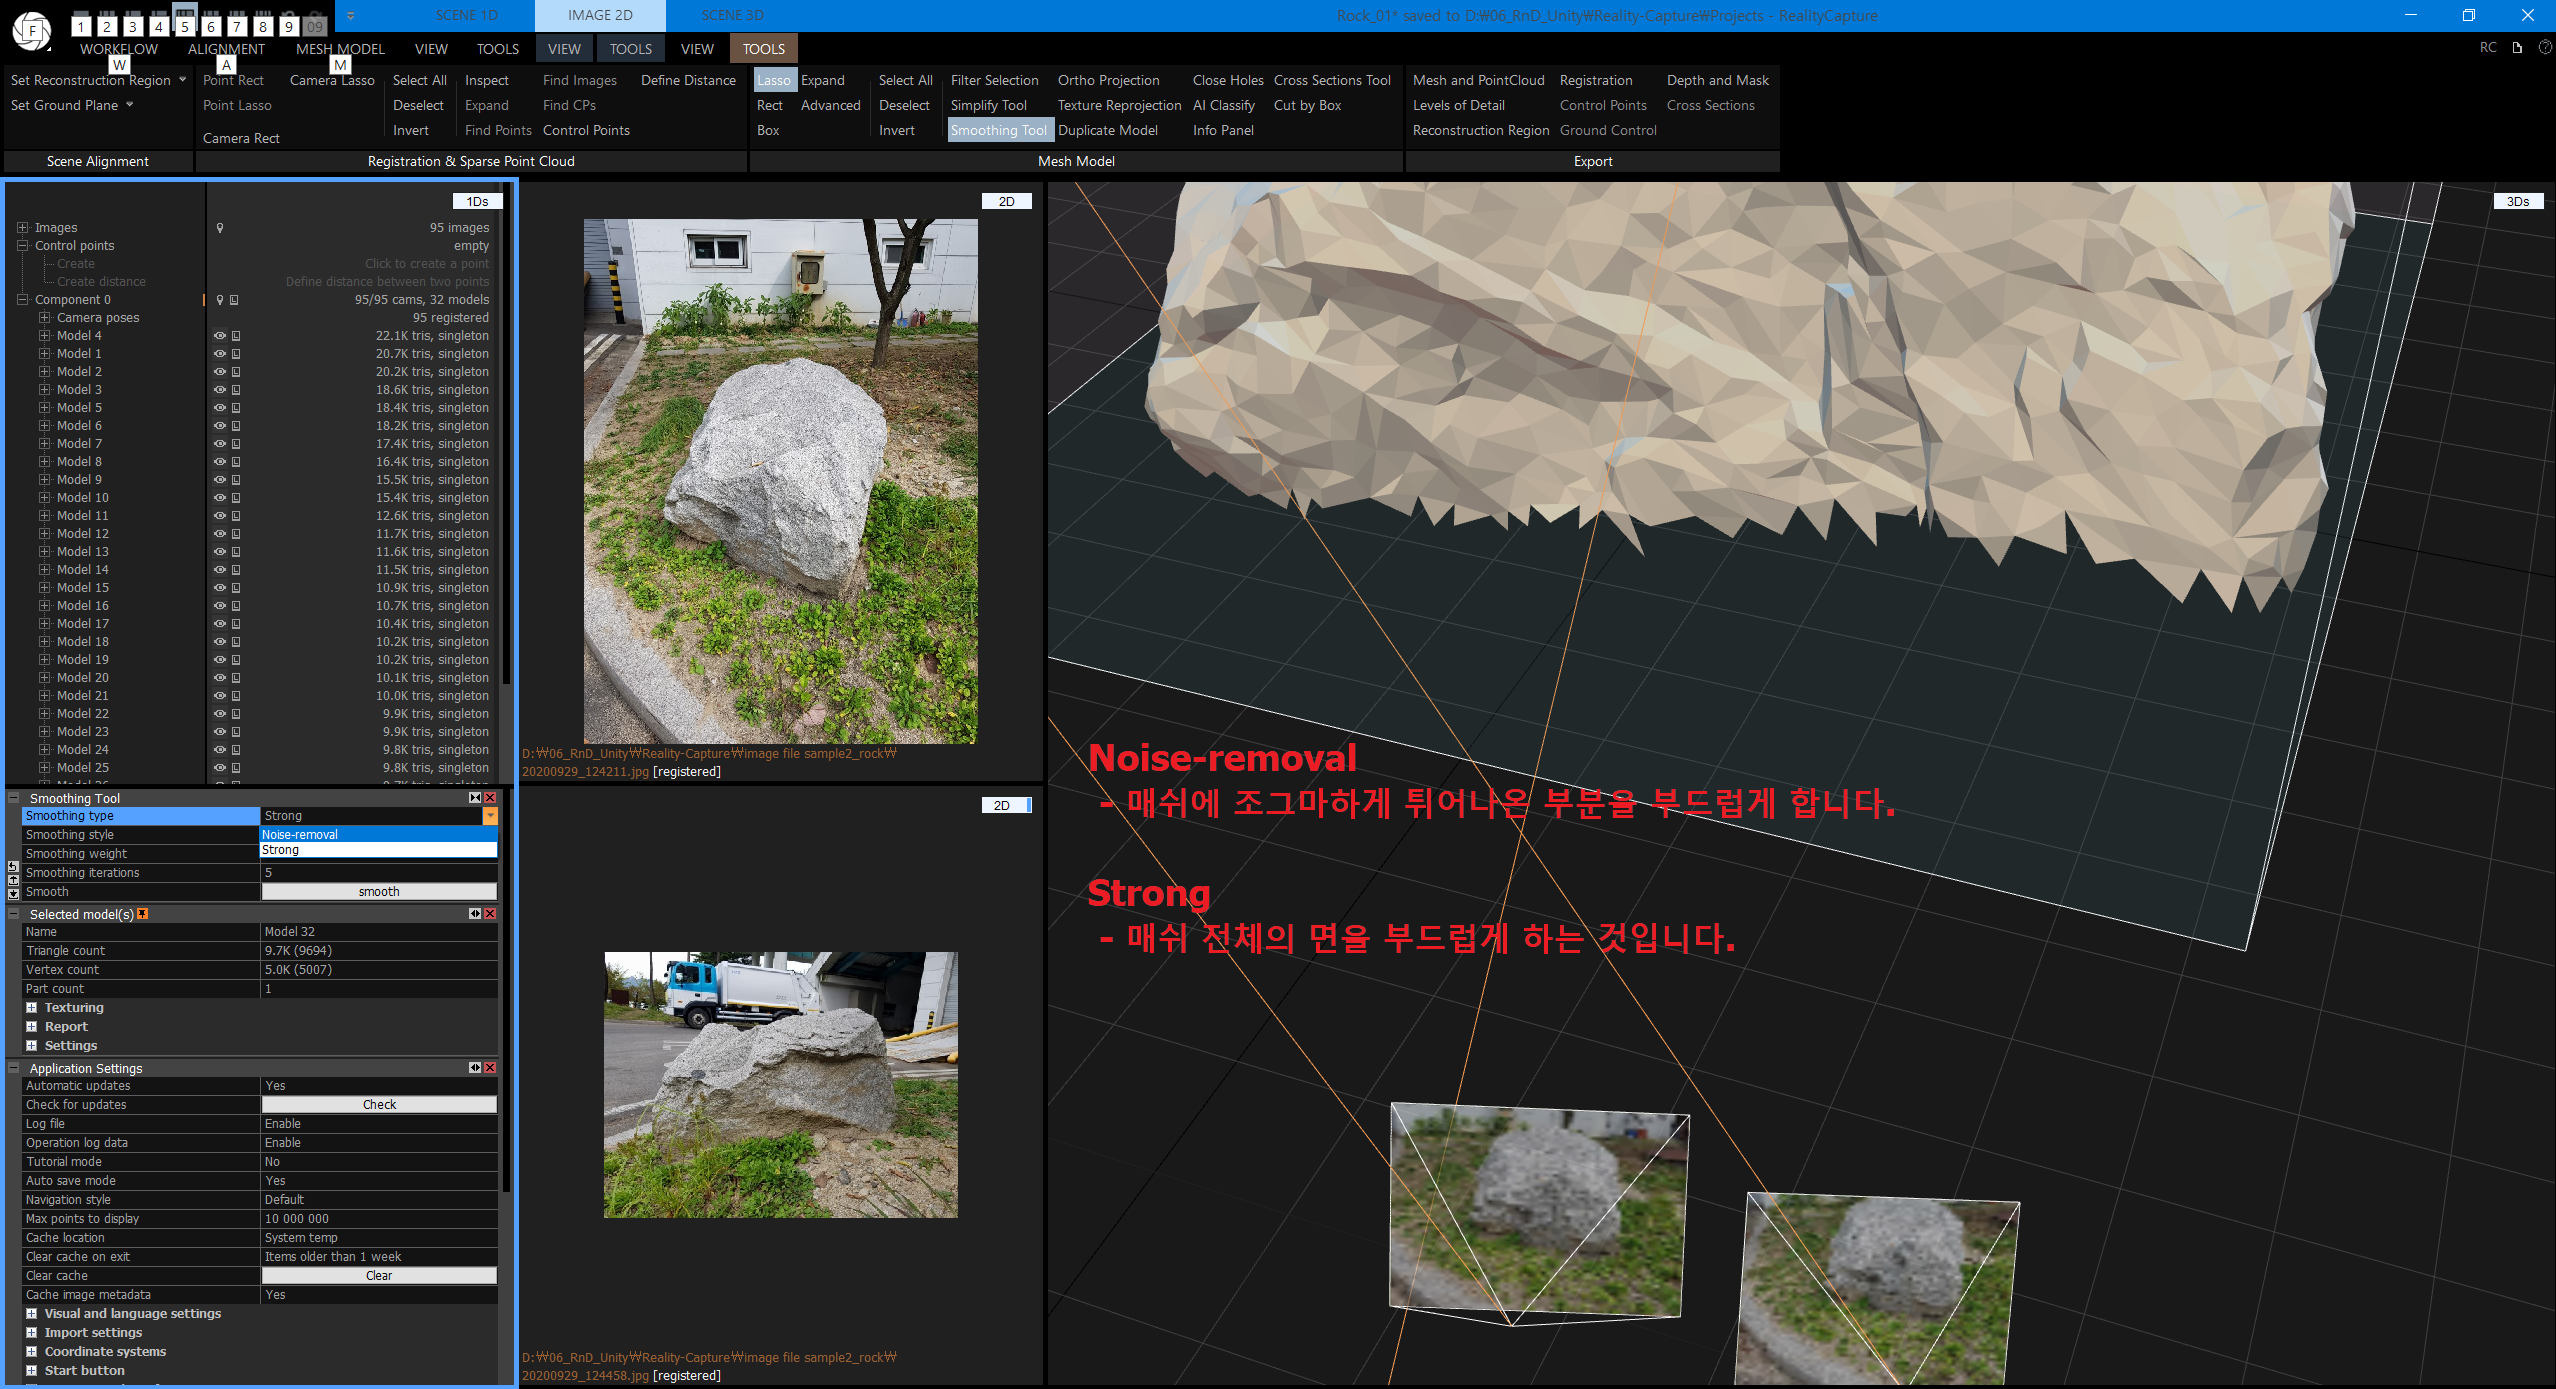 SCENE 1D IMAGE 2D SCENE 3D Rock_01* saved to D:₩06_RnD_Unity₩Reality-Capture₩Projects - RealityCapture
F 1 2 3 4 5 6 7 8 9 09
WORKFLOW ALIGNMENT MESH MODEL VIEW TOOLS VIEW TOOLS VIEW TOOLS RC
W A M
Set Reconstruction Region Point Rect Camera Lasso Select All Inspect Find Images Define Distance Lasso Expand Select All Filter Selection Ortho Projection Close Holes Cross Sections Tool Mesh and PointCloud Registration Depth and Mask
Set Ground Plane Point Lasso Deselect Expand Find CPs Rect Advanced Deselect Simplify Tool Texture Reprojection AI Classify Cut by Box Levels of Detail Control Points Cross Sections
Camera Rect Invert Find Points Control Points Box Invert Smoothing Tool Duplicate Model Info Panel Reconstruction Region Ground Control
Scene Alignment Registration & Sparse Point Cloud Mesh Model Export
1Ds
Images 95 images
Control points empty
Create Click to create a point
Create distance Define distance between two points
Component 0 95/95 cams, 32 models
Camera poses 95 registered
Model 4 22.1K tris, singleton
Model 1 20.7K tris, singleton
Model 2 20.2K tris, singleton
Model 3 18.6K tris, singleton
Model 5 18.4K tris, singleton
Model 6 18.2K tris, singleton
Model 7 17.4K tris, singleton
Model 8 16.4K tris, singleton
Model 9 15.5K tris, singleton
Model 10 15.4K tris, singleton
Model 11 12.6K tris, singleton
Model 12 11.7K tris, singleton
Model 13 11.6K tris, singleton
Model 14 11.5K tris, singleton
Model 15 10.9K tris, singleton
Model 16 10.7K tris, singleton
Model 17 10.4K tris, singleton
Model 18 10.2K tris, singleton
Model 19 10.2K tris, singleton
Model 20 10.1K tris, singleton
Model 21 10.0K tris, singleton
Model 22 9.9K tris, singleton
Model 23 9.9K tris, singleton
Model 24 9.8K tris, singleton
Model 25 9.8K tris, singleton
Smoothing Tool
Smoothing type Strong
Smoothing style Noise-removal
Strong
Smoothing weight
Smoothing iterations 5
Smooth smooth
Selected model(s)
Name Model 32
Triangle count 9.7K (9694)
Vertex count 5.0K (5007)
Part count 1
Texturing
Report
Settings
Application Settings
Automatic updates Yes
Check for updates Check
Log file Enable
Operation log data Enable
Tutorial mode No
Auto save mode Yes
Navigation style Default
Max points to display 10 000 000
Cache location System temp
Clear cache on exit Items older than 1 week
Clear cache Clear
Cache image metadata Yes
Visual and language settings
Import settings
Coordinate systems
Start button
2D
D:₩06_RnD_Unity₩Reality-Capture₩image file sample2_rock₩
20200929_124211.jpg [registered]
2D
D:₩06_RnD_Unity₩Reality-Capture₩image file sample2_rock₩
20200929_124458.jpg [registered]
3Ds
Noise-removal
- 매쉬에 조그마하게 튀어나온 부분을 부드럽게 합니다.
Strong
- 매쉬 전체의 면을 부드럽게 하는 것입니다.